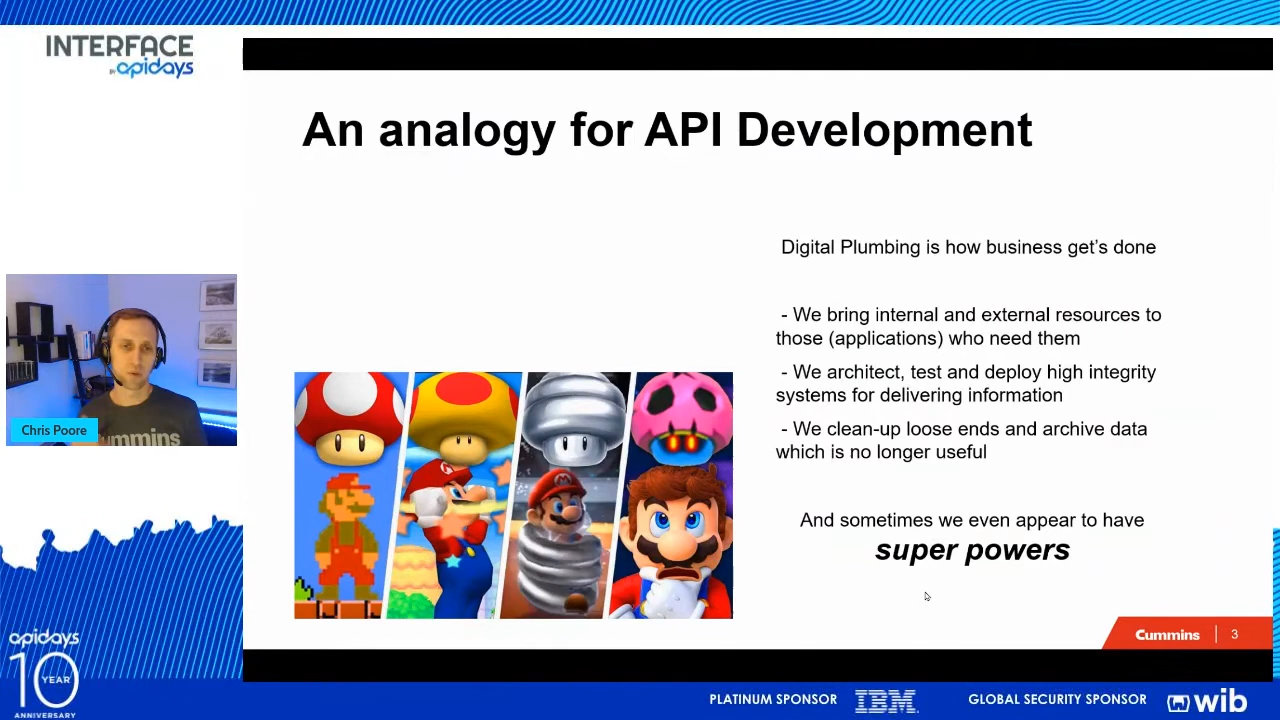 INTERFACE
BY apidays
An analogy for API Development
Digital Plumbing is how business get's done
- We bring internal and external resources to
those (applications) who need them
- We architect, test and deploy high integrity
systems for delivering information
- We clean-up loose ends and archive data
which is no longer useful
And sometimes we even appear to have
super powers
Chris Poore
ummins
Cummins | 3
apidays
10
YEAR
ANNIVERSARY
PLATINUM SPONSOR IBM GLOBAL SECURITY SPONSOR wib